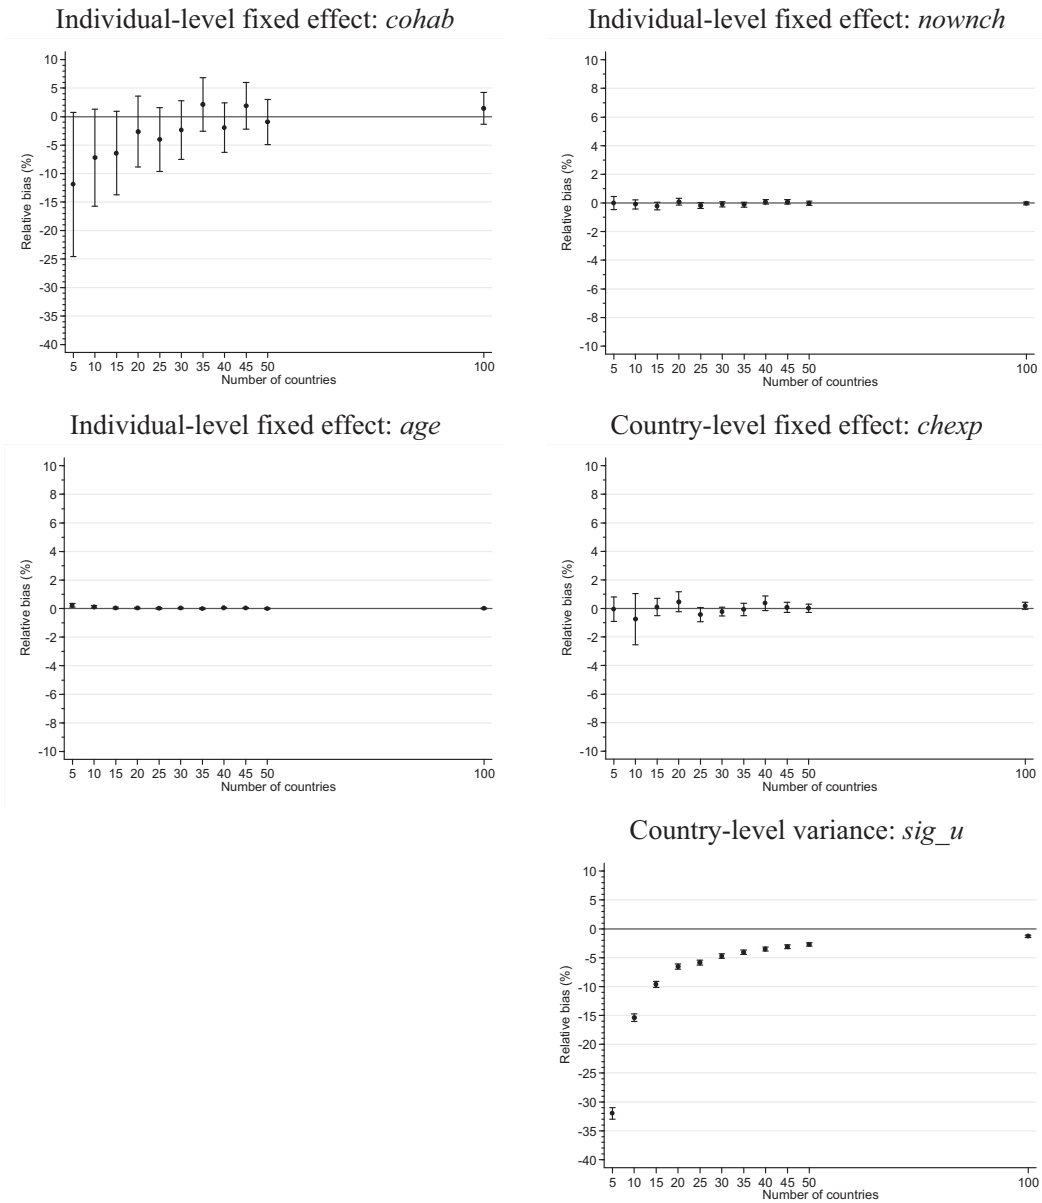 Individual-level fixed effect: cohab
10
5
0
-5
-10
-15
-20
-25
-30
-35
-40
Relative bias (%)
5 10 15 20 25 30 35 40 45 50 100
Number of countries
Individual-level fixed effect: nownch
10
8
6
4
2
0
-2
-4
-6
-8
-10
Relative bias (%)
5 10 15 20 25 30 35 40 45 50 100
Number of countries
Individual-level fixed effect: age
10
8
6
4
2
0
-2
-4
-6
-8
-10
Relative bias (%)
5 10 15 20 25 30 35 40 45 50 100
Number of countries
Country-level fixed effect: chexp
10
8
6
4
2
0
-2
-4
-6
-8
-10
Relative bias (%)
5 10 15 20 25 30 35 40 45 50 100
Number of countries
Country-level variance: sig_u
10
5
0
-5
-10
-15
-20
-25
-30
-35
-40
Relative bias (%)
5 10 15 20 25 30 35 40 45 50 100
Number of countries